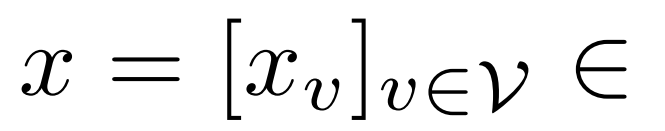 x = [x_v]_{v∈𝒱} ∈